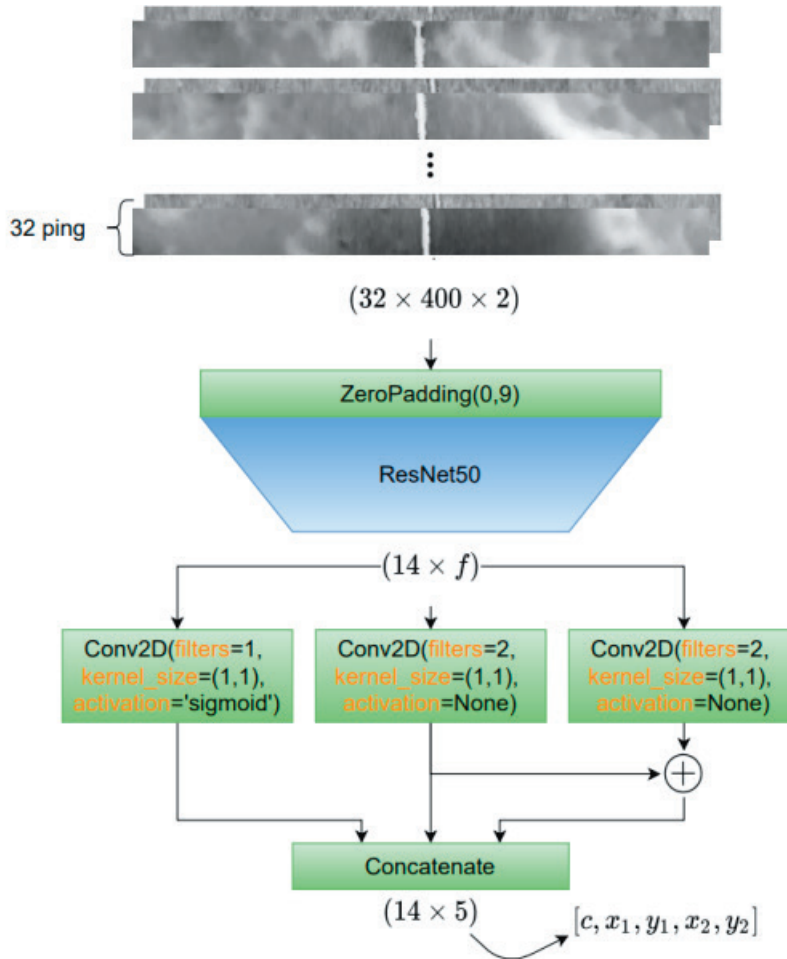 32 ping
(32 × 400 × 2)
ZeroPadding(0,9)
ResNet50
(14 × f)
Conv2D(filters=1,
kernel_size=(1,1),
activation='sigmoid')
Conv2D(filters=2,
kernel_size=(1,1),
activation=None)
Conv2D(filters=2,
kernel_size=(1,1),
activation=None)
Concatenate
(14 × 5)
[c, x₁, y₁, x₂, y₂]